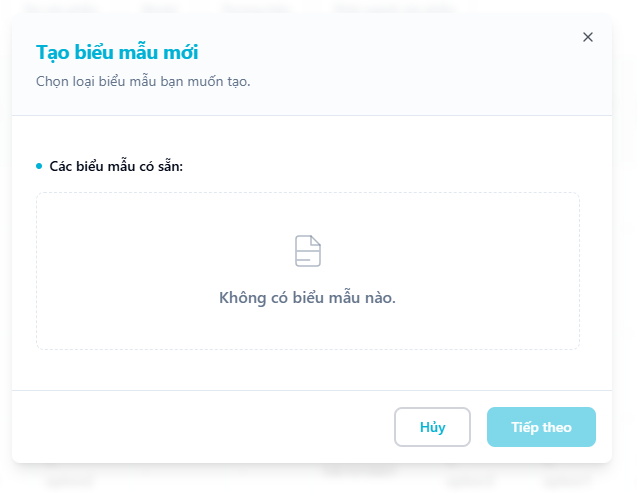 Tạo biểu mẫu mới
Chọn loại biểu mẫu bạn muốn tạo.
Các biểu mẫu có sẵn:
Không có biểu mẫu nào.
Hủy
Tiếp theo